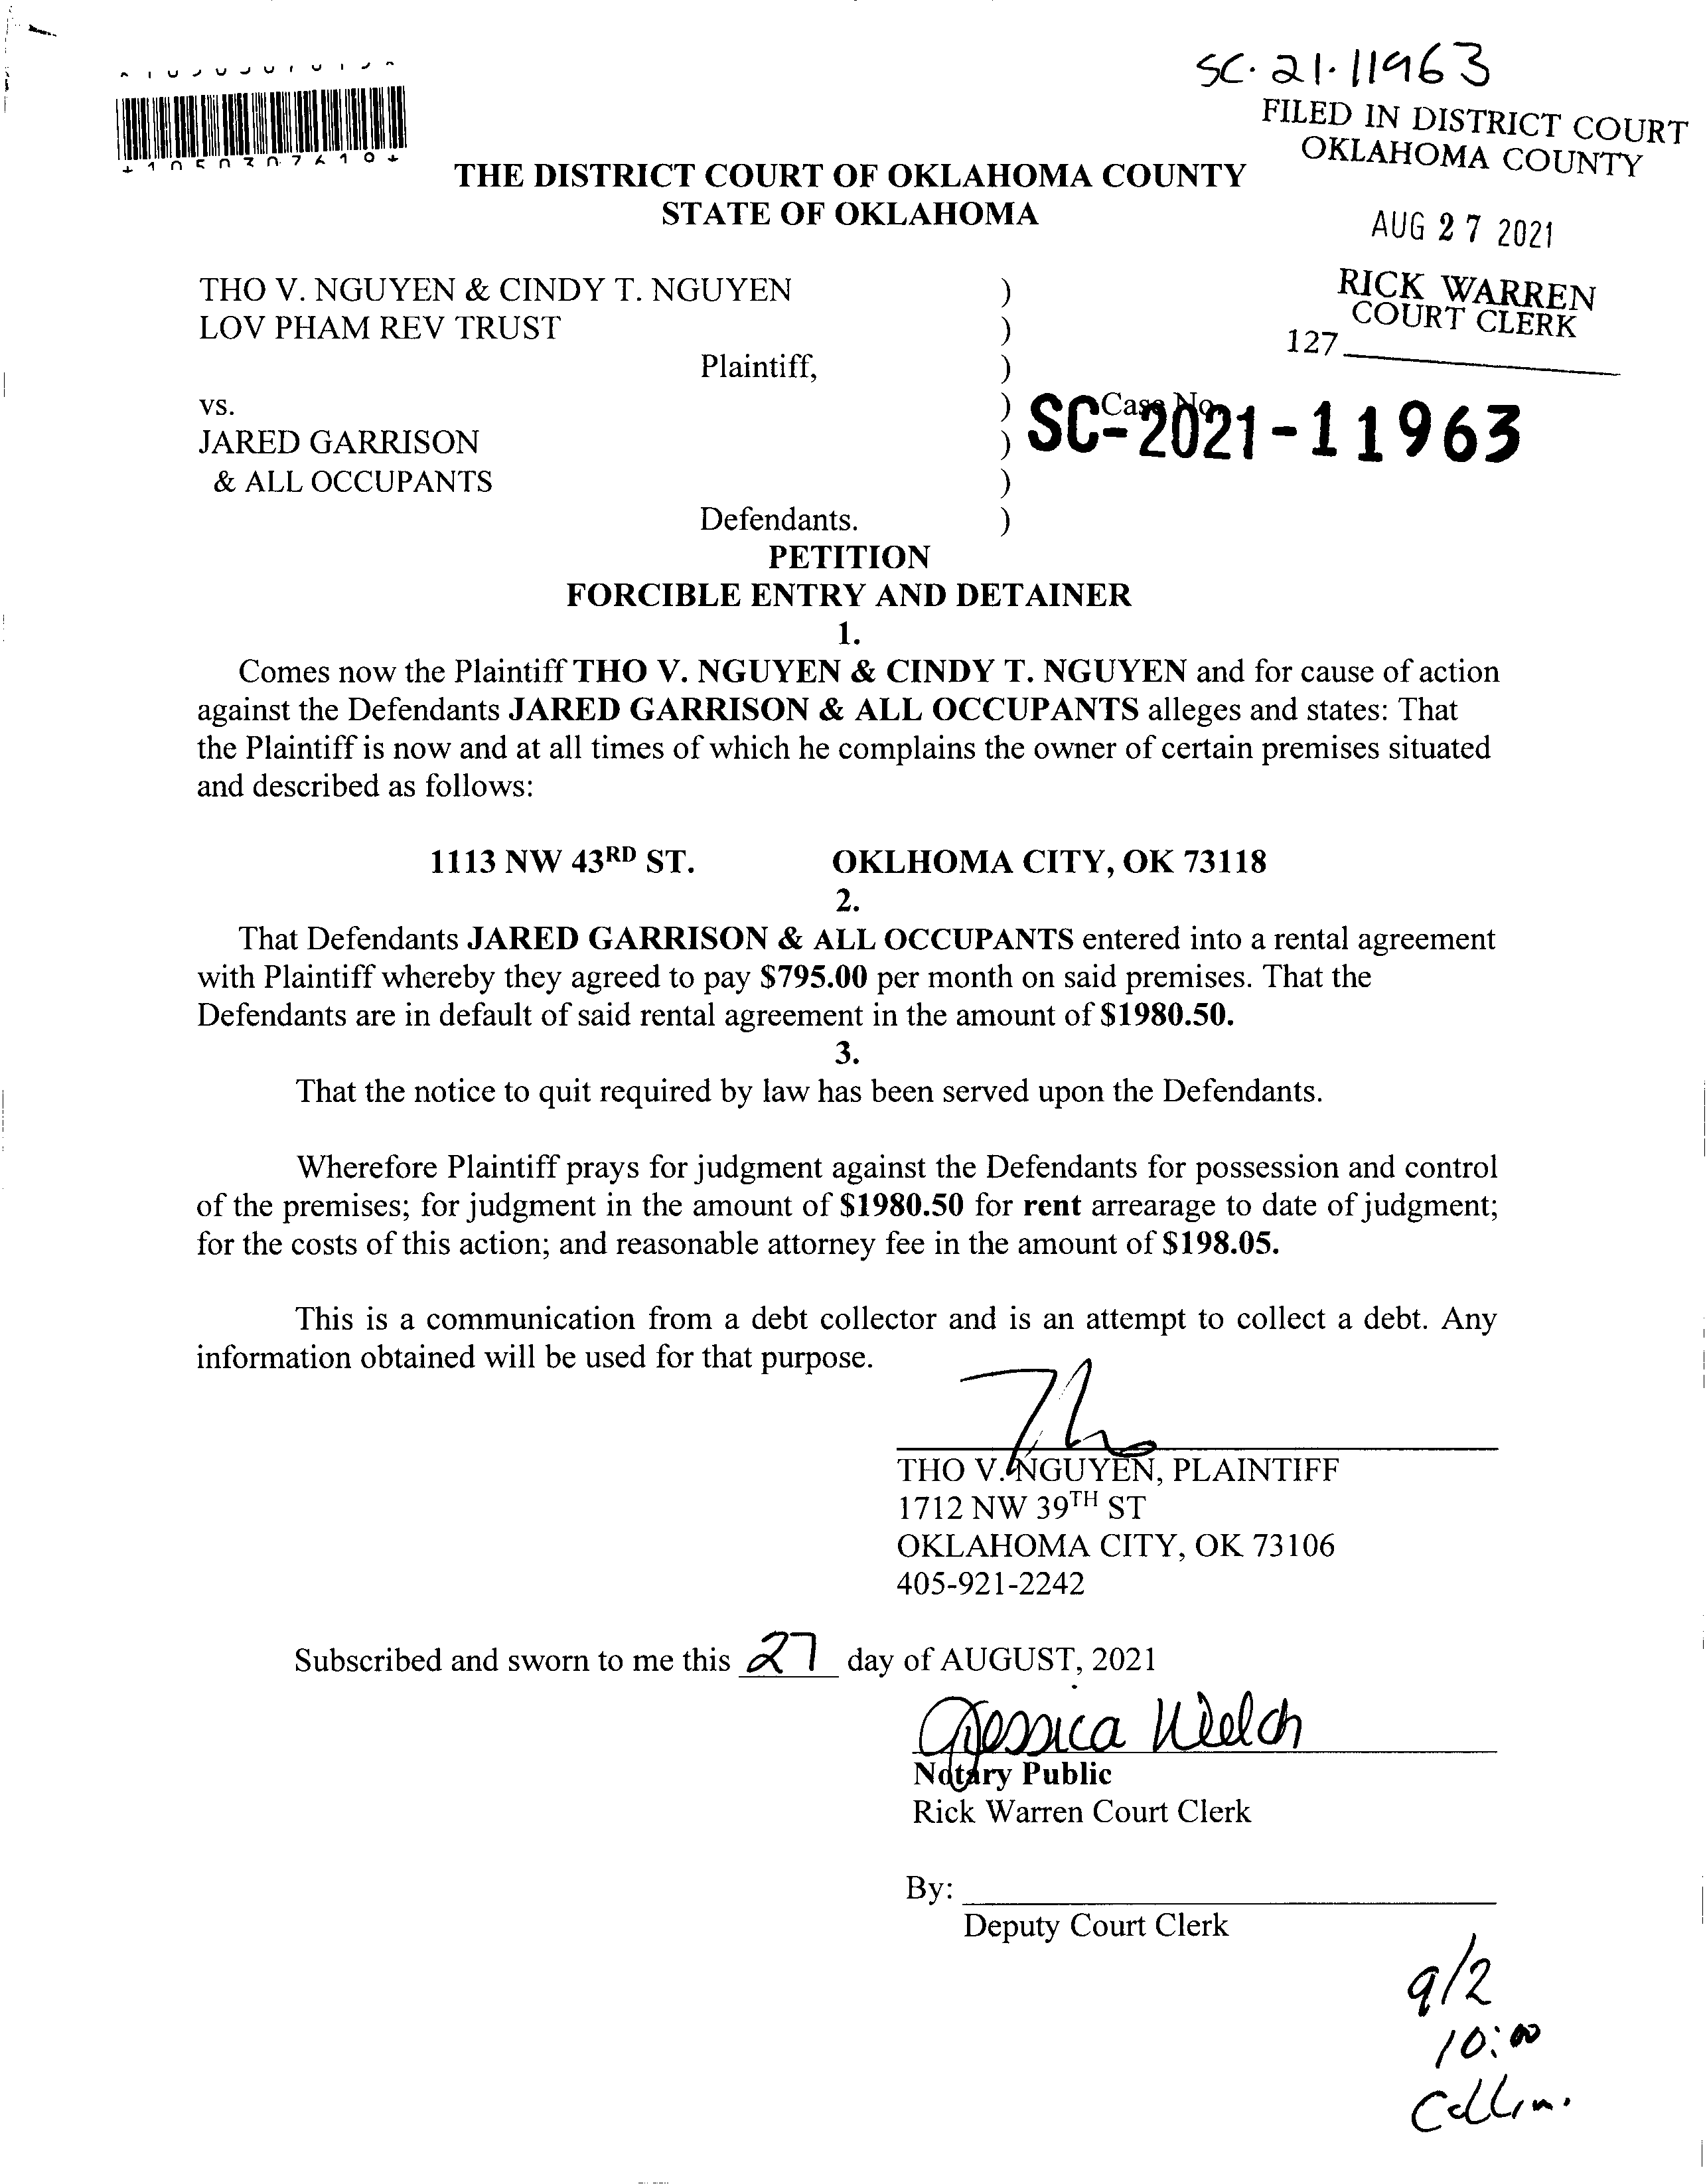 SC-21-11963
FILED IN DISTRICT COURT
OKLAHOMA COUNTY
AUG 27 2021
RICK WARREN
COURT CLERK
127
*1050307610*
THE DISTRICT COURT OF OKLAHOMA COUNTY
STATE OF OKLAHOMA
THO V. NGUYEN & CINDY T. NGUYEN )
LOV PHAM REV TRUST )
Plaintiff, )
vs. ) Case No.
SC-2021-11963
JARED GARRISON )
& ALL OCCUPANTS )
Defendants. )
PETITION
FORCIBLE ENTRY AND DETAINER
1.
Comes now the Plaintiff THO V. NGUYEN & CINDY T. NGUYEN and for cause of action
against the Defendants JARED GARRISON & ALL OCCUPANTS alleges and states: That
the Plaintiff is now and at all times of which he complains the owner of certain premises situated
and described as follows:
1113 NW 43RD ST. OKLHOMA CITY, OK 73118
2.
That Defendants JARED GARRISON & ALL OCCUPANTS entered into a rental agreement
with Plaintiff whereby they agreed to pay $795.00 per month on said premises. That the
Defendants are in default of said rental agreement in the amount of $1980.50.
3.
That the notice to quit required by law has been served upon the Defendants.
Wherefore Plaintiff prays for judgment against the Defendants for possession and control
of the premises; for judgment in the amount of $1980.50 for rent arrearage to date of judgment;
for the costs of this action; and reasonable attorney fee in the amount of $198.05.
This is a communication from a debt collector and is an attempt to collect a debt. Any
information obtained will be used for that purpose.
Tho
THO V. NGUYEN, PLAINTIFF
1712 NW 39TH ST
OKLAHOMA CITY, OK 73106
405-921-2242
Subscribed and sworn to me this 27 day of AUGUST, 2021
Jessica Welch
Notary Public
Rick Warren Court Clerk
By:
Deputy Court Clerk
9/2
10:00